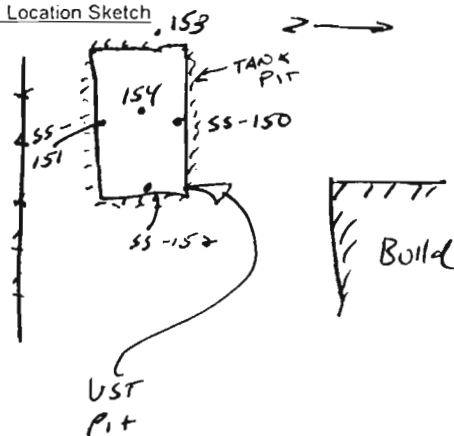 Location Sketch
.153
N
TANK
PIT
154
SS-
151
SS-150
SS-152
Build
UST
Pit